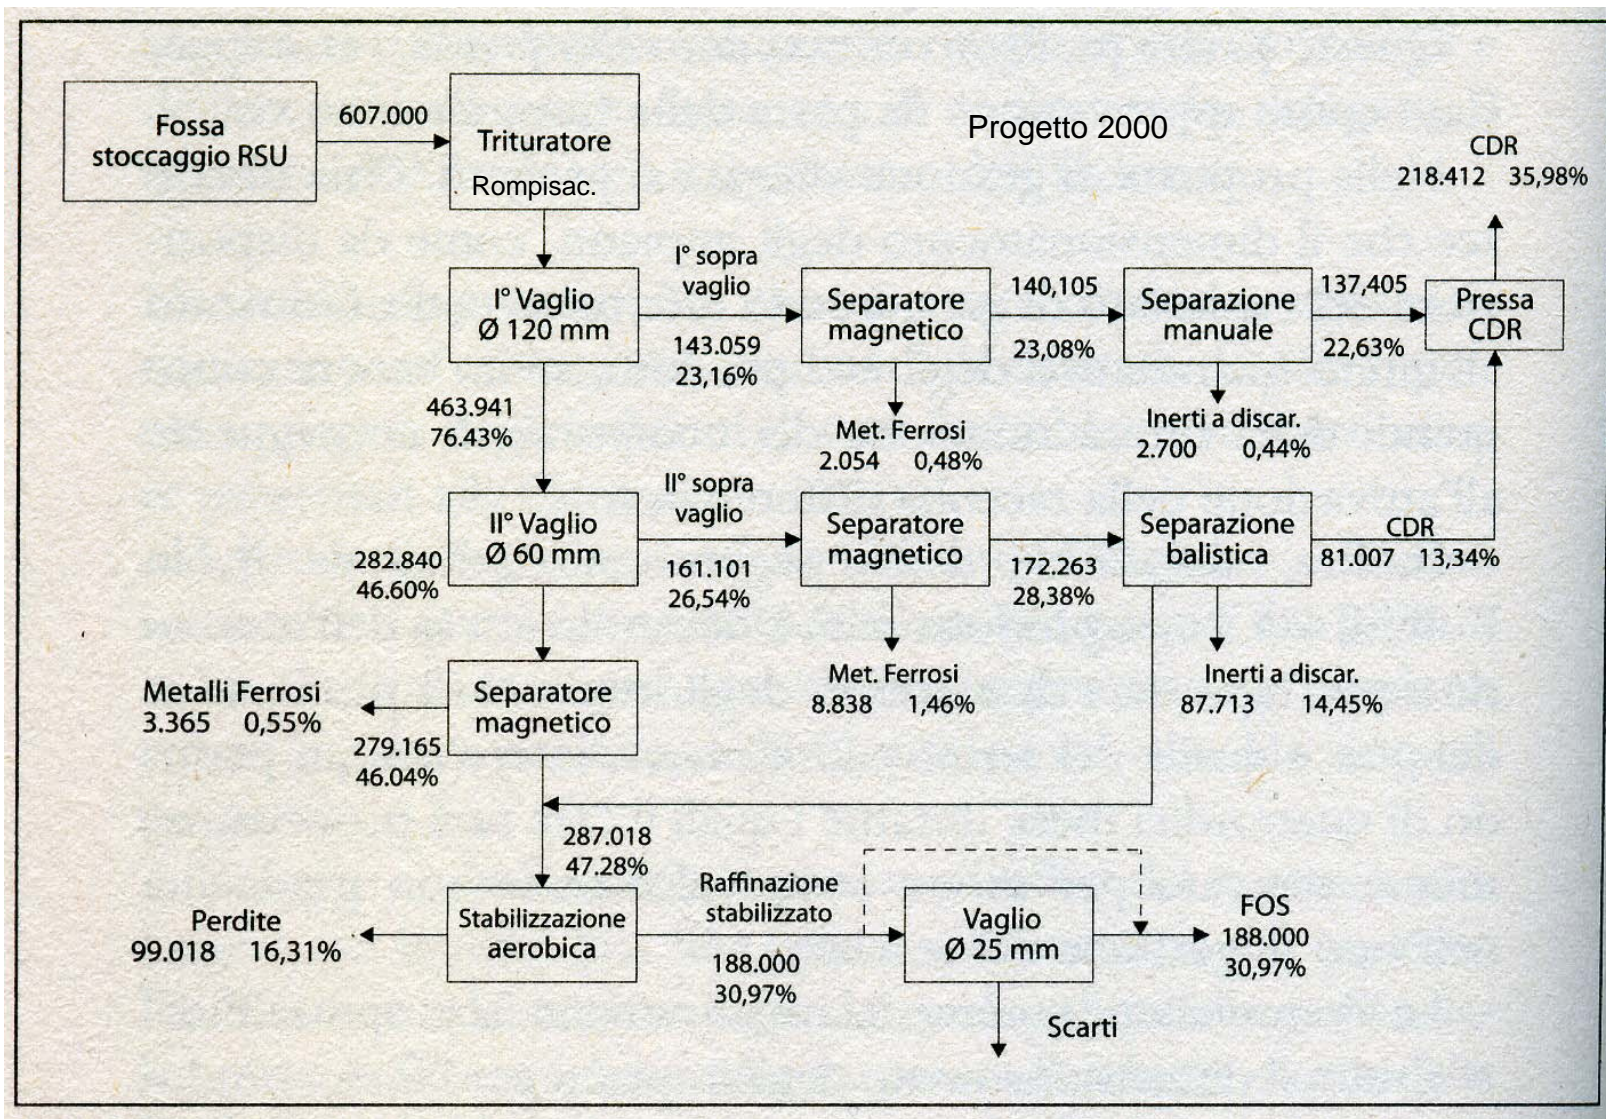 Progetto 2000
Fossa
stoccaggio RSU
607.000
Trituratore
Rompisac.
CDR
218.412 35,98%
I° Vaglio
Ø 120 mm
I° sopra
vaglio
143.059
23,16%
Separatore
magnetico
140,105
23,08%
Separazione
manuale
137,405
22,63%
Pressa
CDR
463.941
76.43%
Met. Ferrosi
2.054 0,48%
Inerti a discar.
2.700 0,44%
II° Vaglio
Ø 60 mm
II° sopra
vaglio
161.101
26,54%
Separatore
magnetico
172.263
28,38%
Separazione
balistica
CDR
81.007 13,34%
282.840
46.60%
Met. Ferrosi
8.838 1,46%
Inerti a discar.
87.713 14,45%
Metalli Ferrosi
3.365 0,55%
Separatore
magnetico
279.165
46.04%
287.018
47.28%
Perdite
99.018 16,31%
Stabilizzazione
aerobica
Raffinazione
stabilizzato
188.000
30,97%
Vaglio
Ø 25 mm
FOS
188.000
30,97%
Scarti